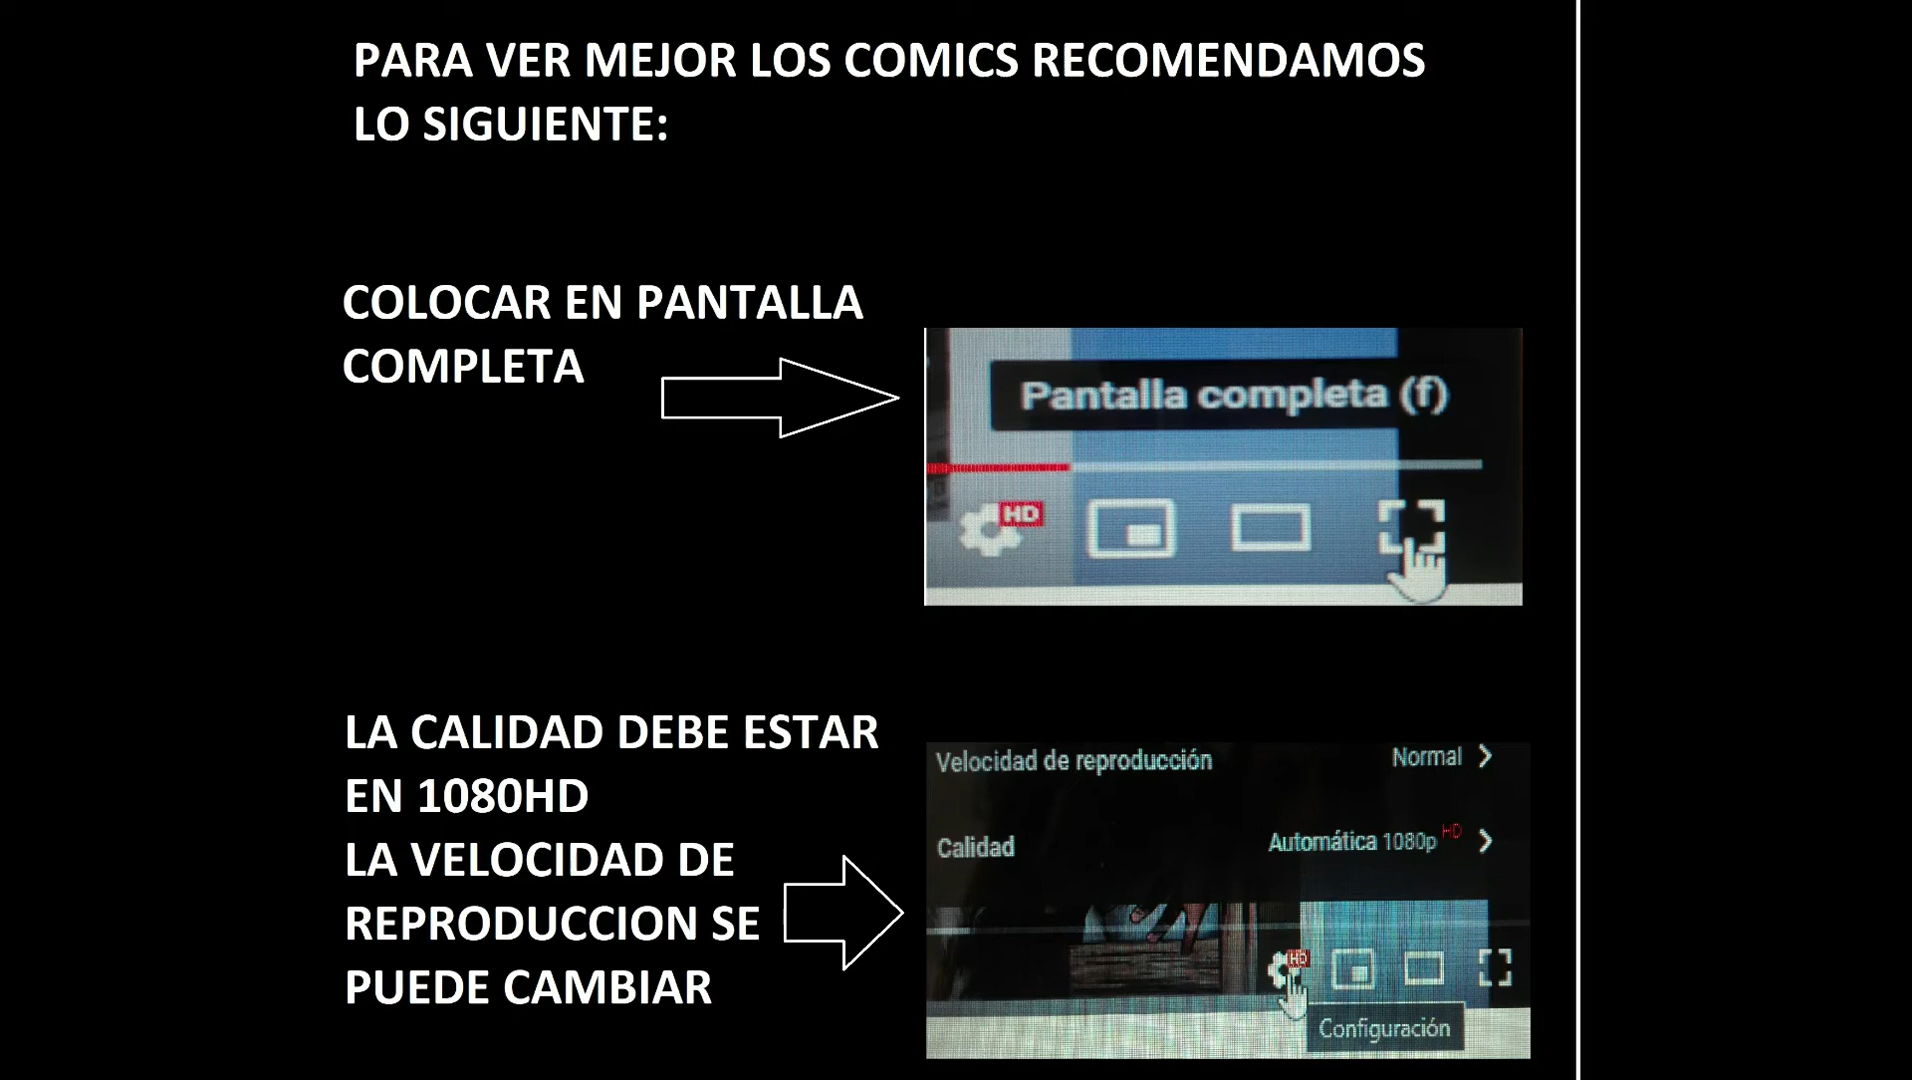 PARA VER MEJOR LOS COMICS RECOMENDAMOS
LO SIGUIENTE:
COLOCAR EN PANTALLA
COMPLETA
Pantalla completa (f)
HD
LA CALIDAD DEBE ESTAR
EN 1080HD
LA VELOCIDAD DE
REPRODUCCION SE
PUEDE CAMBIAR
Velocidad de reproducción Normal
Calidad Automática 1080p HD
HD
Configuración